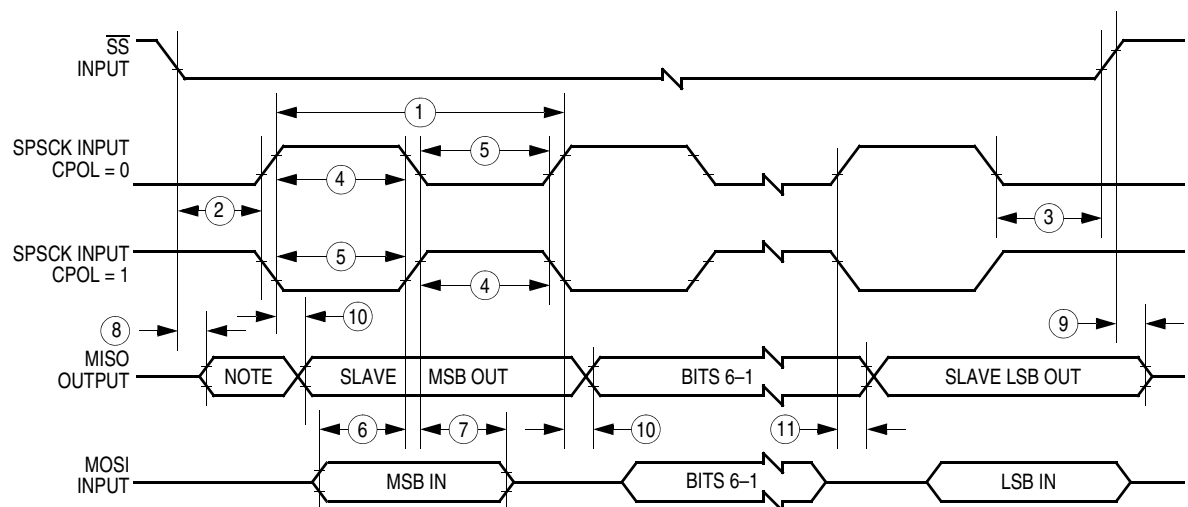 SS
INPUT
1
SPSCK INPUT
CPOL = 0
5
4
2
3
SPSCK INPUT
CPOL = 1
5
4
8
10
9
MISO
OUTPUT
NOTE
SLAVE MSB OUT
BITS 6–1
SLAVE LSB OUT
6
7
10
11
MOSI
INPUT
MSB IN
BITS 6–1
LSB IN